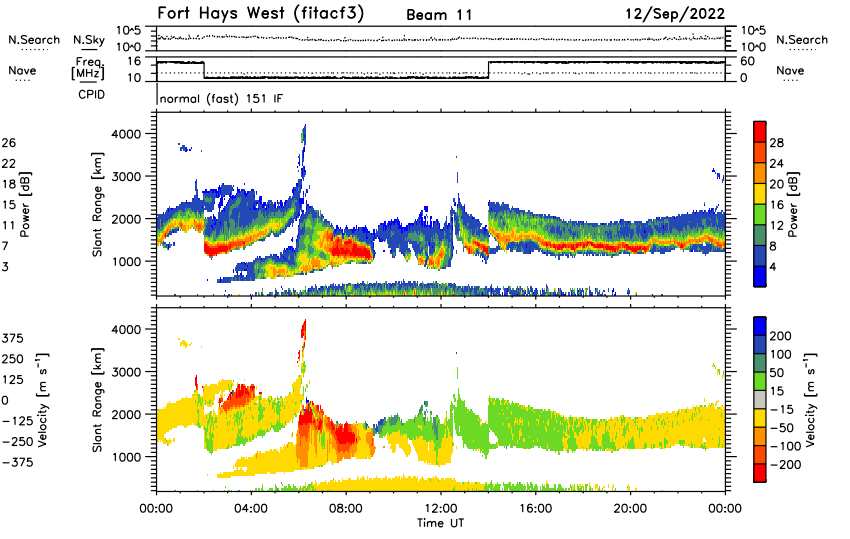 Fort Hays West (fitacf3) Beam 11 12/Sep/2022
N.Search N.Sky 10^5 10^5 N.Search
10^0 10^0
Nave Freq. [MHz] 16 60 Nave
10 0
CPID normal (fast) 151 IF
Power [dB] 26 22 18 15 11 7 3
Slant Range [km] 4000 3000 2000 1000
28 24 20 16 12 8 4 Power [dB]
Velocity [m s⁻¹] 375 250 125 0 −125 −250 −375
Slant Range [km] 4000 3000 2000 1000
200 100 50 15 −15 −50 −100 −200 Velocity [m s⁻¹]
00:00 04:00 08:00 12:00 16:00 20:00 00:00
Time UT